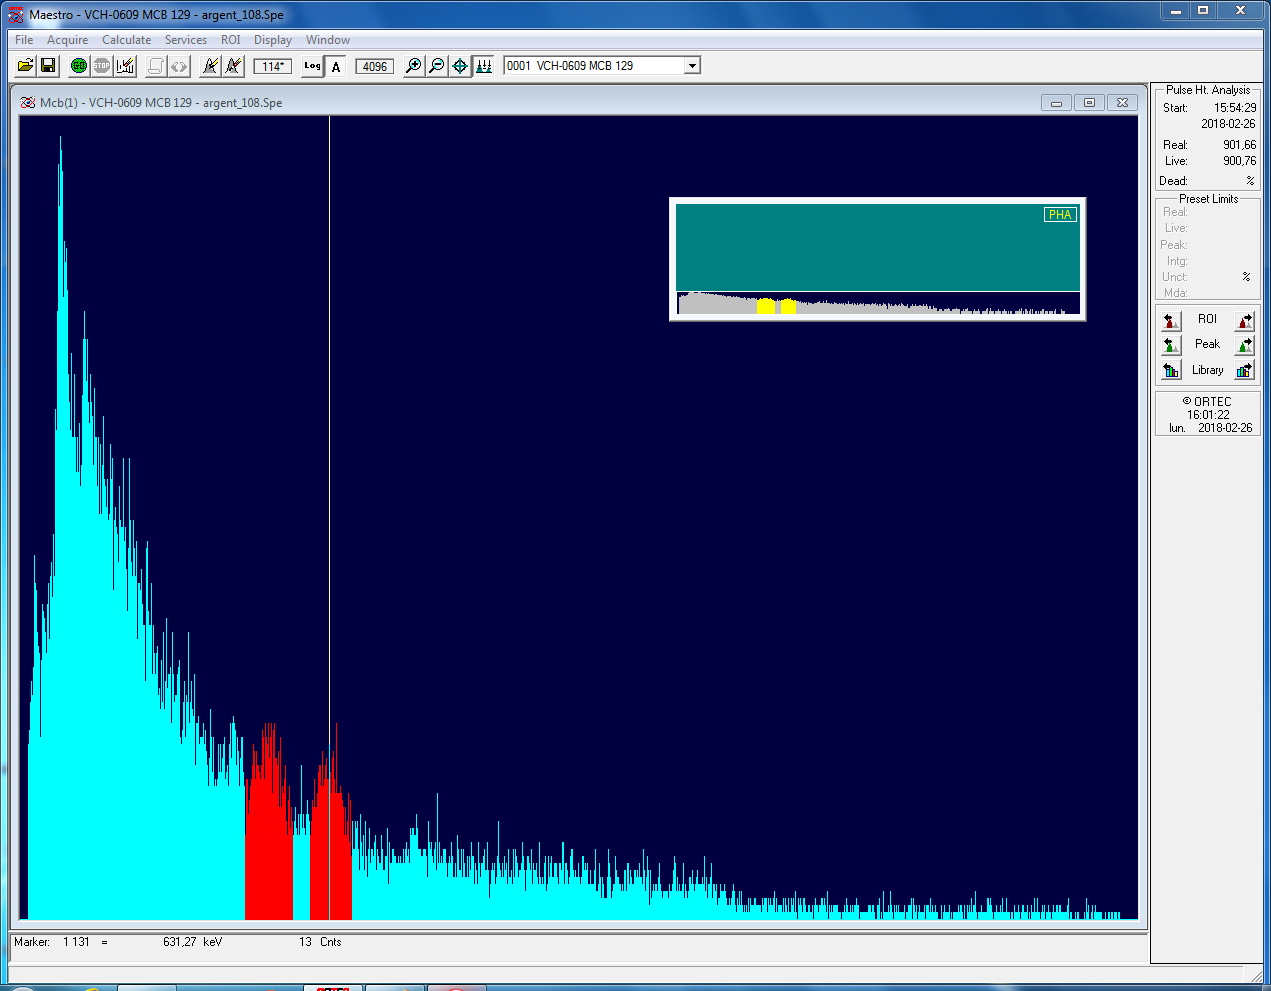 Maestro - VCH-0609 MCB 129 - argent_108.Spe
File Acquire Calculate Services ROI Display Window
GO STOP 114* Log A 4096 0001 VCH-0609 MCB 129
Mcb(1) - VCH-0609 MCB 129 - argent_108.Spe
PHA
Pulse Ht. Analysis
Start: 15:54:29
2018-02-26
Real: 901,66
Live: 900,76
Dead: %
Preset Limits
Real:
Live:
Peak:
Intg:
Unct: %
Mda:
ROI
Peak
Library
© ORTEC
16:01:22
lun. 2018-02-26
Marker: 1 131 = 631,27 keV 13 Cnts